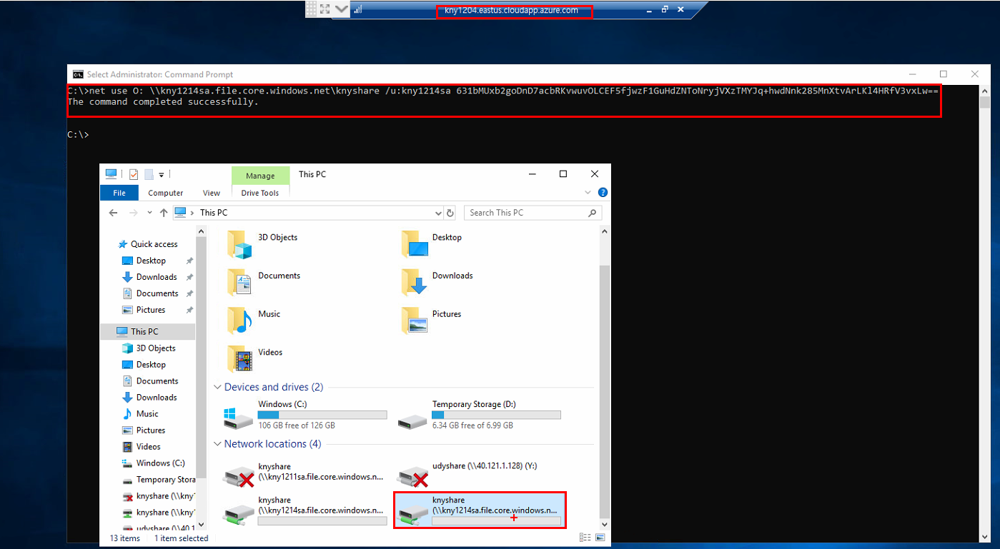 kny1204.eastus.cloudapp.azure.com
Select Administrator: Command Prompt
C:\>net use O: \\kny1214sa.file.core.windows.net\knyshare /u:kny1214sa 631bMUxb2goDnD7acbRKvwuvOLCEF5fjwzF1GuHdZNToNryjVXzTMYJq+hwdNnk285MnXtvArLKl4HRfV3vxLw==
The command completed successfully.
C:\>
Manage
This PC
File
Computer
View
Drive Tools
This PC
Search This PC
Quick access
Desktop
Downloads
Documents
Pictures
This PC
3D Objects
Desktop
Documents
Downloads
Music
Pictures
Videos
Windows (C:)
Temporary Stora
knyshare (\\kny'
knyshare (\\kny'
udyshare (\\40.1
3D Objects
Desktop
Documents
Downloads
Music
Pictures
Videos
Devices and drives (2)
Windows (C:)
106 GB free of 126 GB
Temporary Storage (D:)
6.34 GB free of 6.99 GB
Network locations (4)
knyshare
(\\kny1211sa.file.core.windows.n...
udyshare (\\40.121.1.128) (Y:)
knyshare
(\\kny1214sa.file.core.windows.n...
knyshare
(\\kny1214sa.file.core.windows.n...
13 items
1 item selected